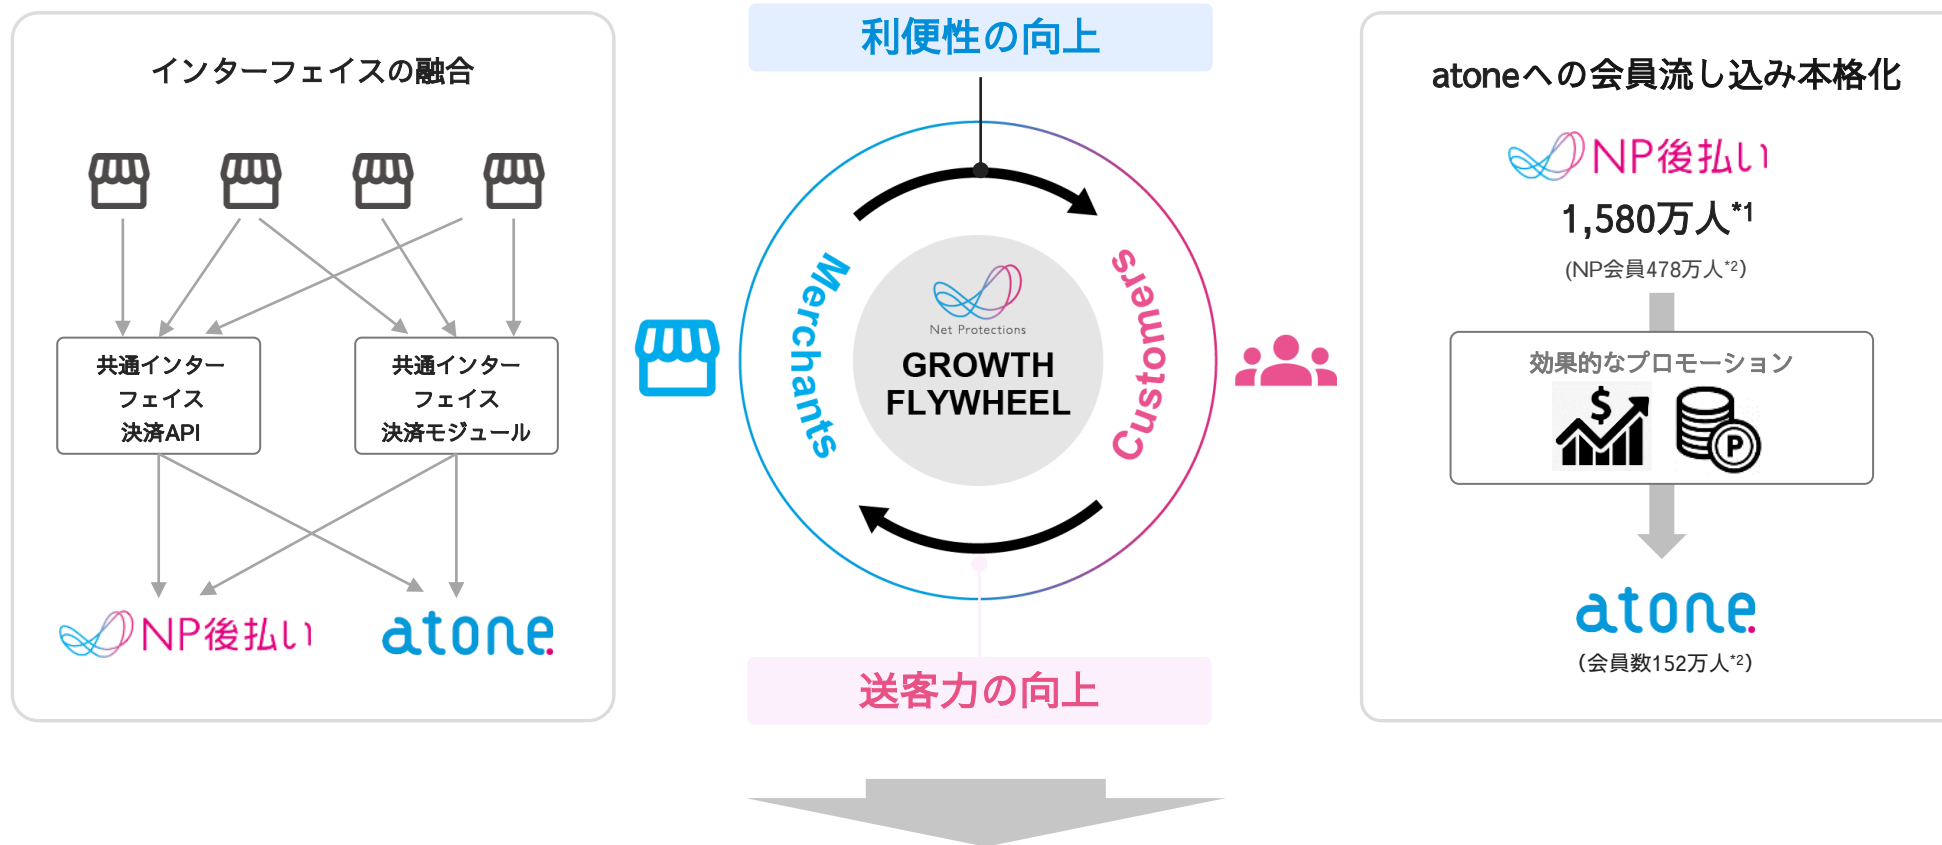 インターフェイスの融合
共通インター
フェイス
決済API
共通インター
フェイス
決済モジュール
NP後払い
atone.
利便性の向上
Merchants
Customers
Net Protections
GROWTH
FLYWHEEL
送客力の向上
atoneへの会員流し込み本格化
NP後払い
1,580万人*1
(NP会員478万人*2)
効果的なプロモーション
$
P
atone.
(会員数152万人*2)